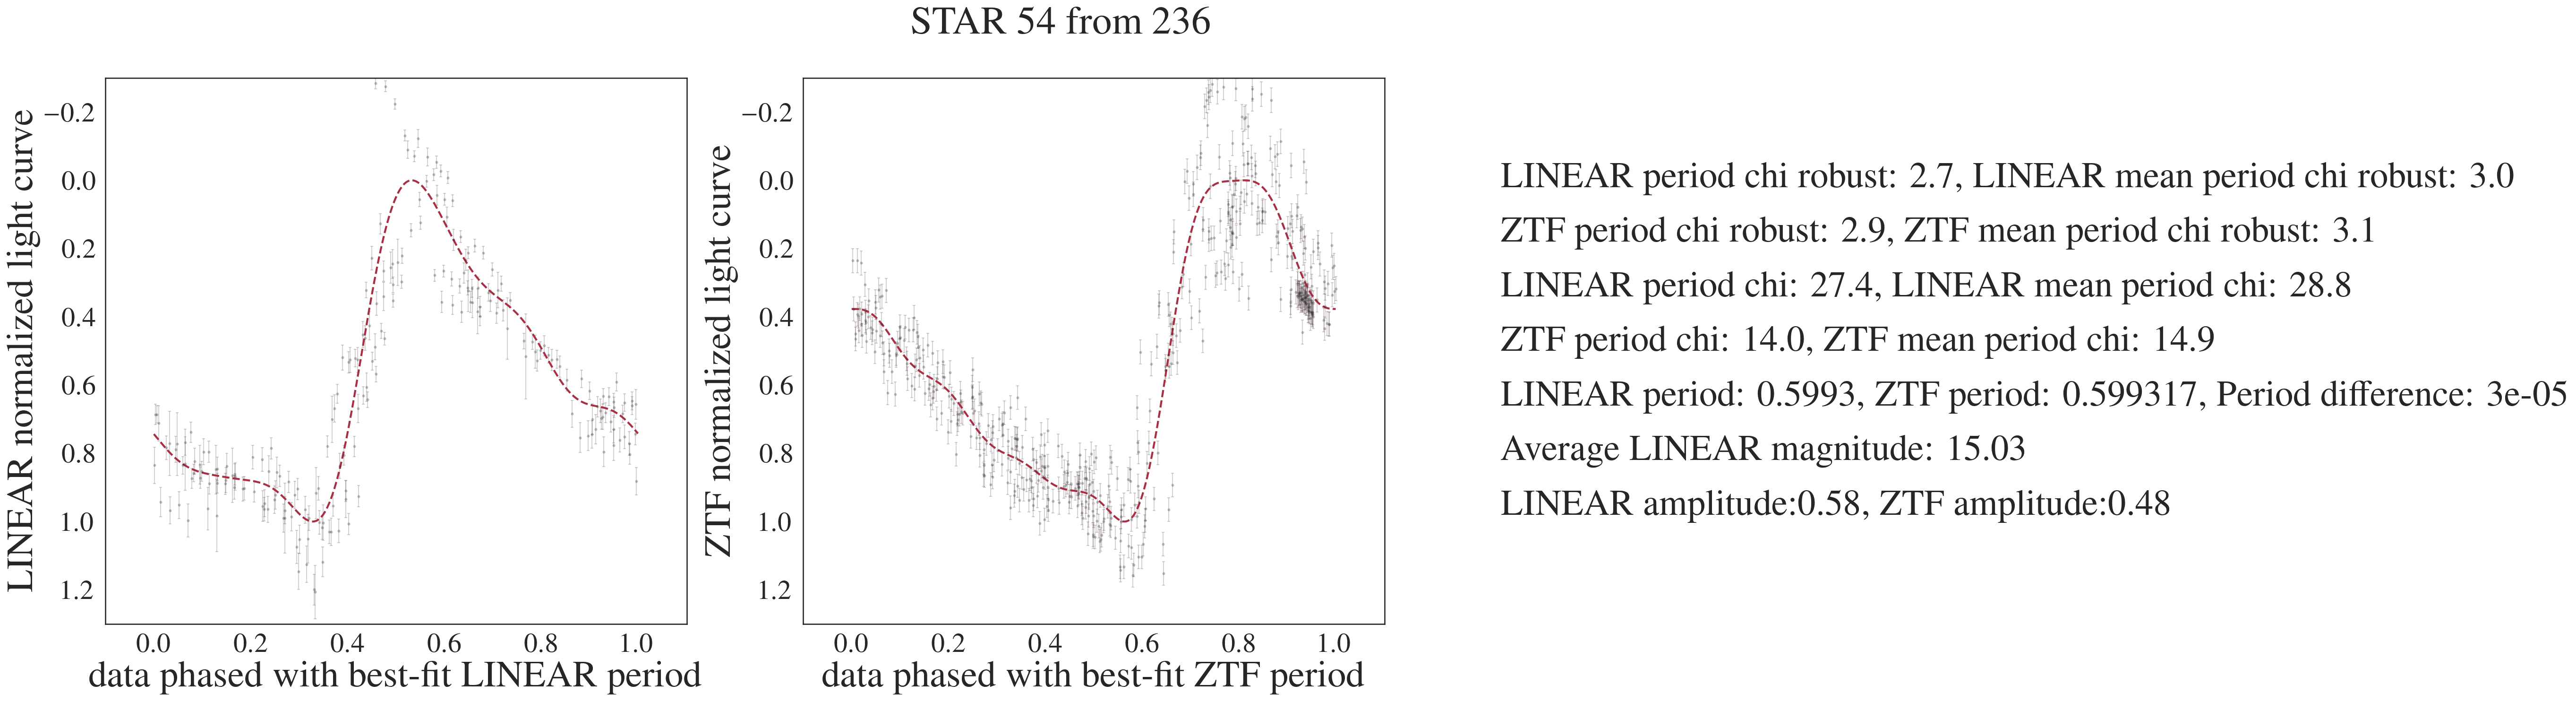 STAR 54 from 236
LINEAR normalized light curve
−0.2
0.0
0.2
0.4
0.6
0.8
1.0
1.2
0.0 0.2 0.4 0.6 0.8 1.0
data phased with best-fit LINEAR period
ZTF normalized light curve
−0.2
0.0
0.2
0.4
0.6
0.8
1.0
1.2
0.0 0.2 0.4 0.6 0.8 1.0
data phased with best-fit ZTF period
LINEAR period chi robust: 2.7, LINEAR mean period chi robust: 3.0
ZTF period chi robust: 2.9, ZTF mean period chi robust: 3.1
LINEAR period chi: 27.4, LINEAR mean period chi: 28.8
ZTF period chi: 14.0, ZTF mean period chi: 14.9
LINEAR period: 0.5993, ZTF period: 0.599317, Period difference: 3e-05
Average LINEAR magnitude: 15.03
LINEAR amplitude:0.58, ZTF amplitude:0.48